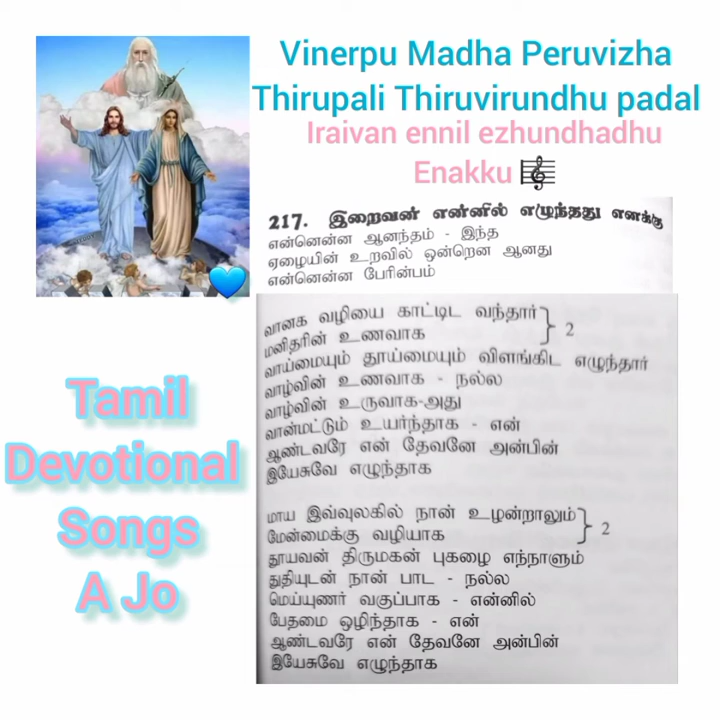 Vinerpu Madha Peruvizha
Thirupali Thiruvirundhu padal
Iraivan ennil ezhundhadhu
Enakku
217. இறைவன் என்னில் எழுந்தது எனக்கு
என்னென்ன ஆனந்தம் - இந்த
ஏழையின் உறவில் ஒன்றென ஆனது
என்னென்ன பேரின்பம்
வானக வழியை காட்டிட வந்தார்
மனிதரின் உணவாக } 2
வாய்மையும் தூய்மையும் விளங்கிட எழுந்தார்
வாழ்வின் உணவாக - நல்ல
வாழ்வின் உருவாக-அது
வான்மட்டும் உயர்ந்தாக - என்
ஆண்டவரே என் தேவனே அன்பின்
இயேசுவே எழுந்தாக
மாய இவ்வுலகில் நான் உழன்றாலும்
மேன்மைக்கு வழியாக } 2
தூயவன் திருமகன் புகழை எந்நாளும்
துதியுடன் நான் பாட - நல்ல
மெய்யுணர் வகுப்பாக - என்னில்
பேதமை ஒழிந்தாக - என்
ஆண்டவரே என் தேவனே அன்பின்
இயேசுவே எழுந்தாக
Tamil
Devotional
Songs
A Jo